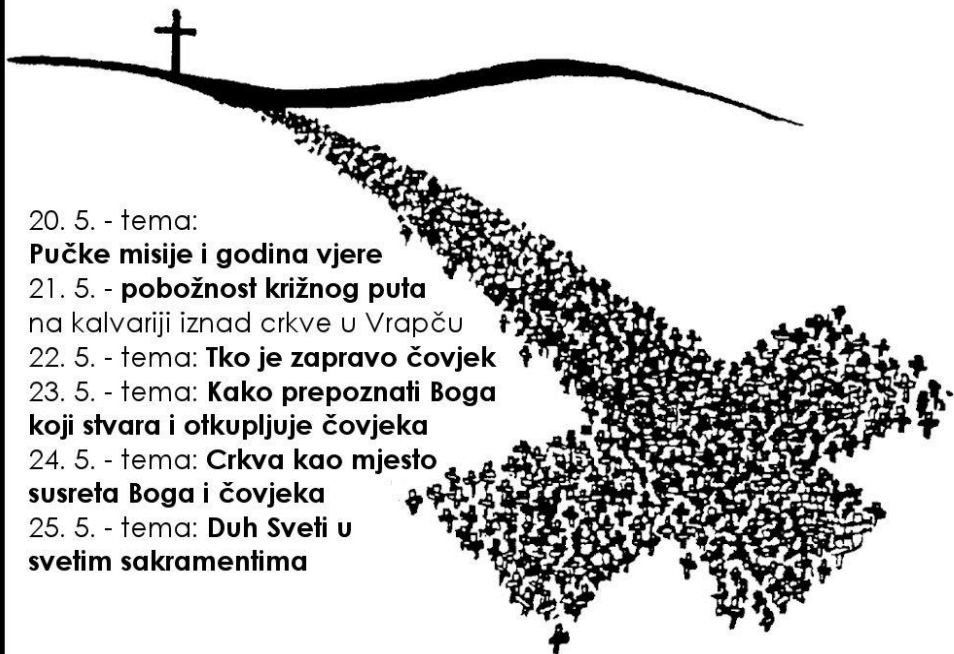 20. 5. - tema:
Pučke misije i godina vjere
21. 5. - pobožnost križnog puta
na kalvariji iznad crkve u Vrapču
22. 5. - tema: Tko je zapravo čovjek
23. 5. - tema: Kako prepoznati Boga
koji stvara i otkupljuje čovjeka
24. 5. - tema: Crkva kao mjesto
susreta Boga i čovjeka
25. 5. - tema: Duh Sveti u
svetim sakramentima